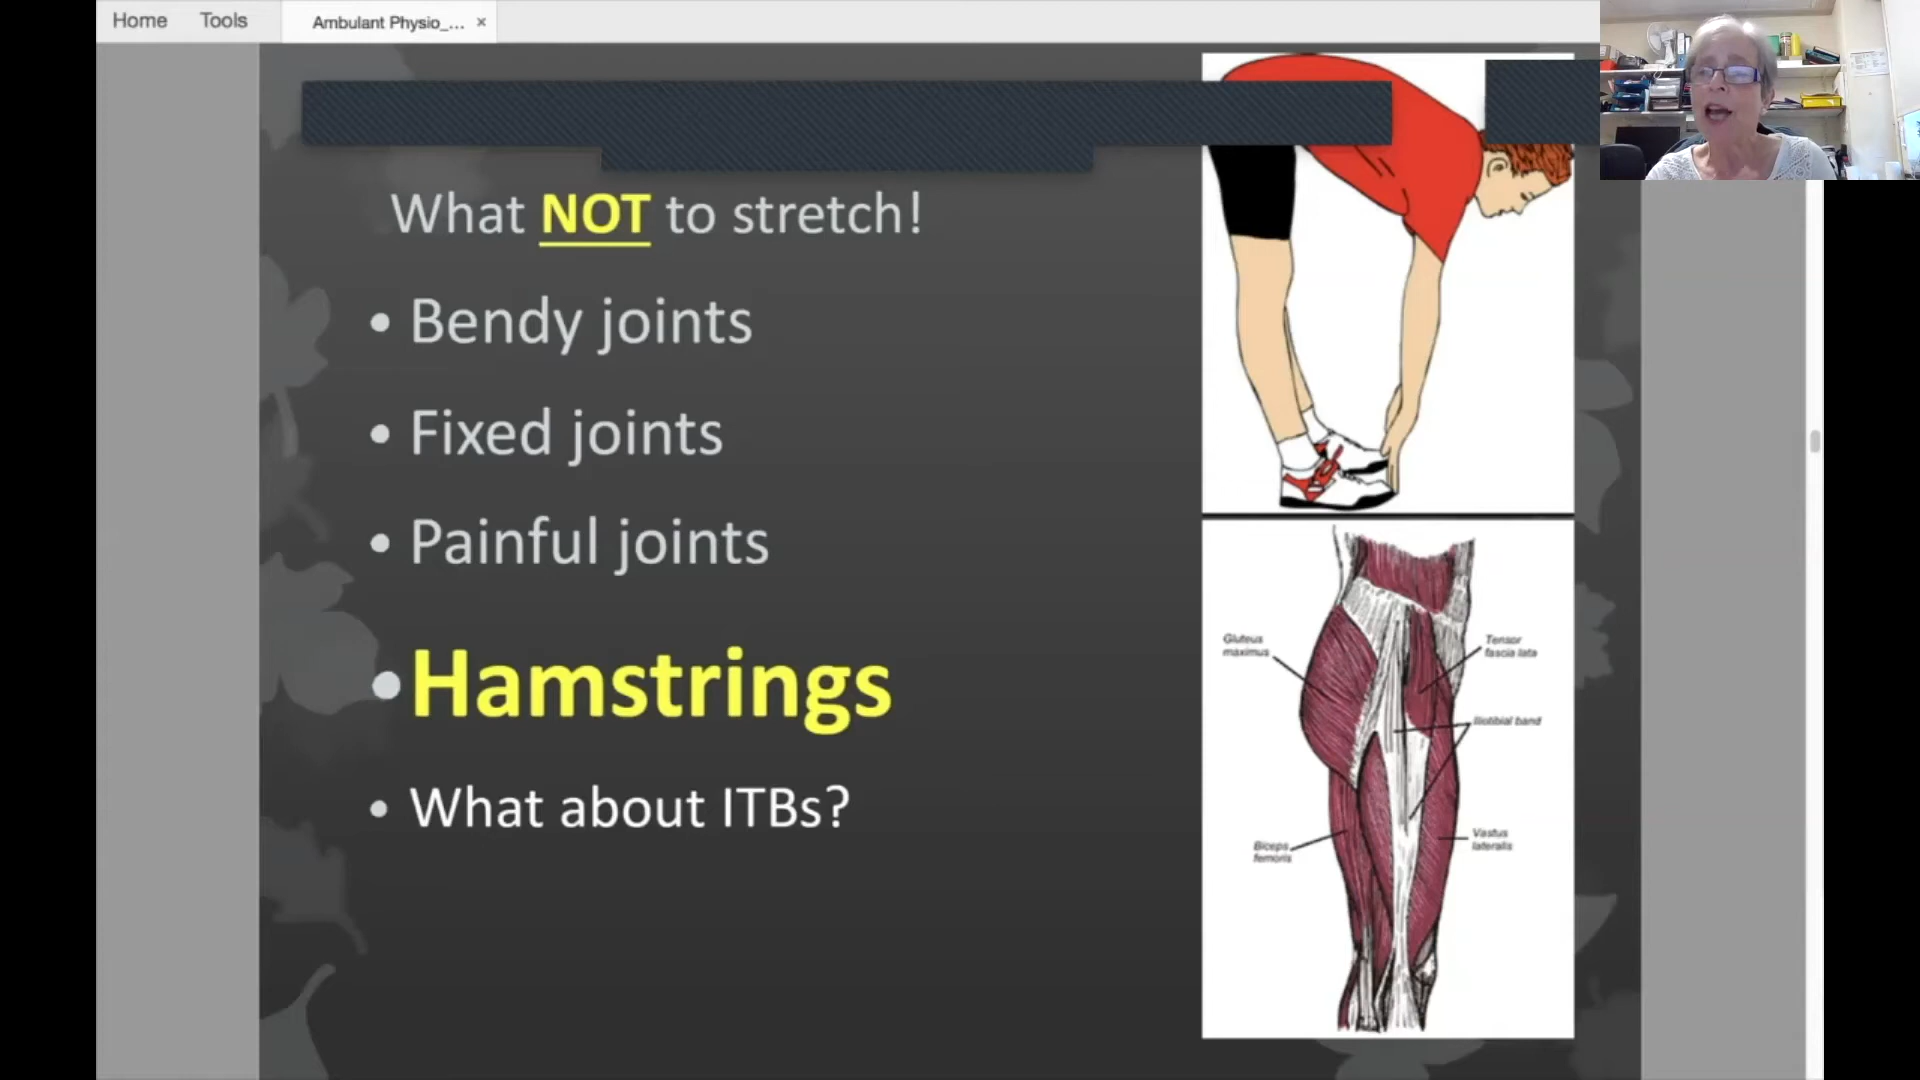 Home
Tools
Ambulant Physio_...
×
What NOT to stretch!
• Bendy joints
• Fixed joints
• Painful joints
• Hamstrings
• What about ITBs?
Gluteus
maximus
Tensor
fascia lata
Iliotibial band
Biceps
femoris
Vastus
lateralis